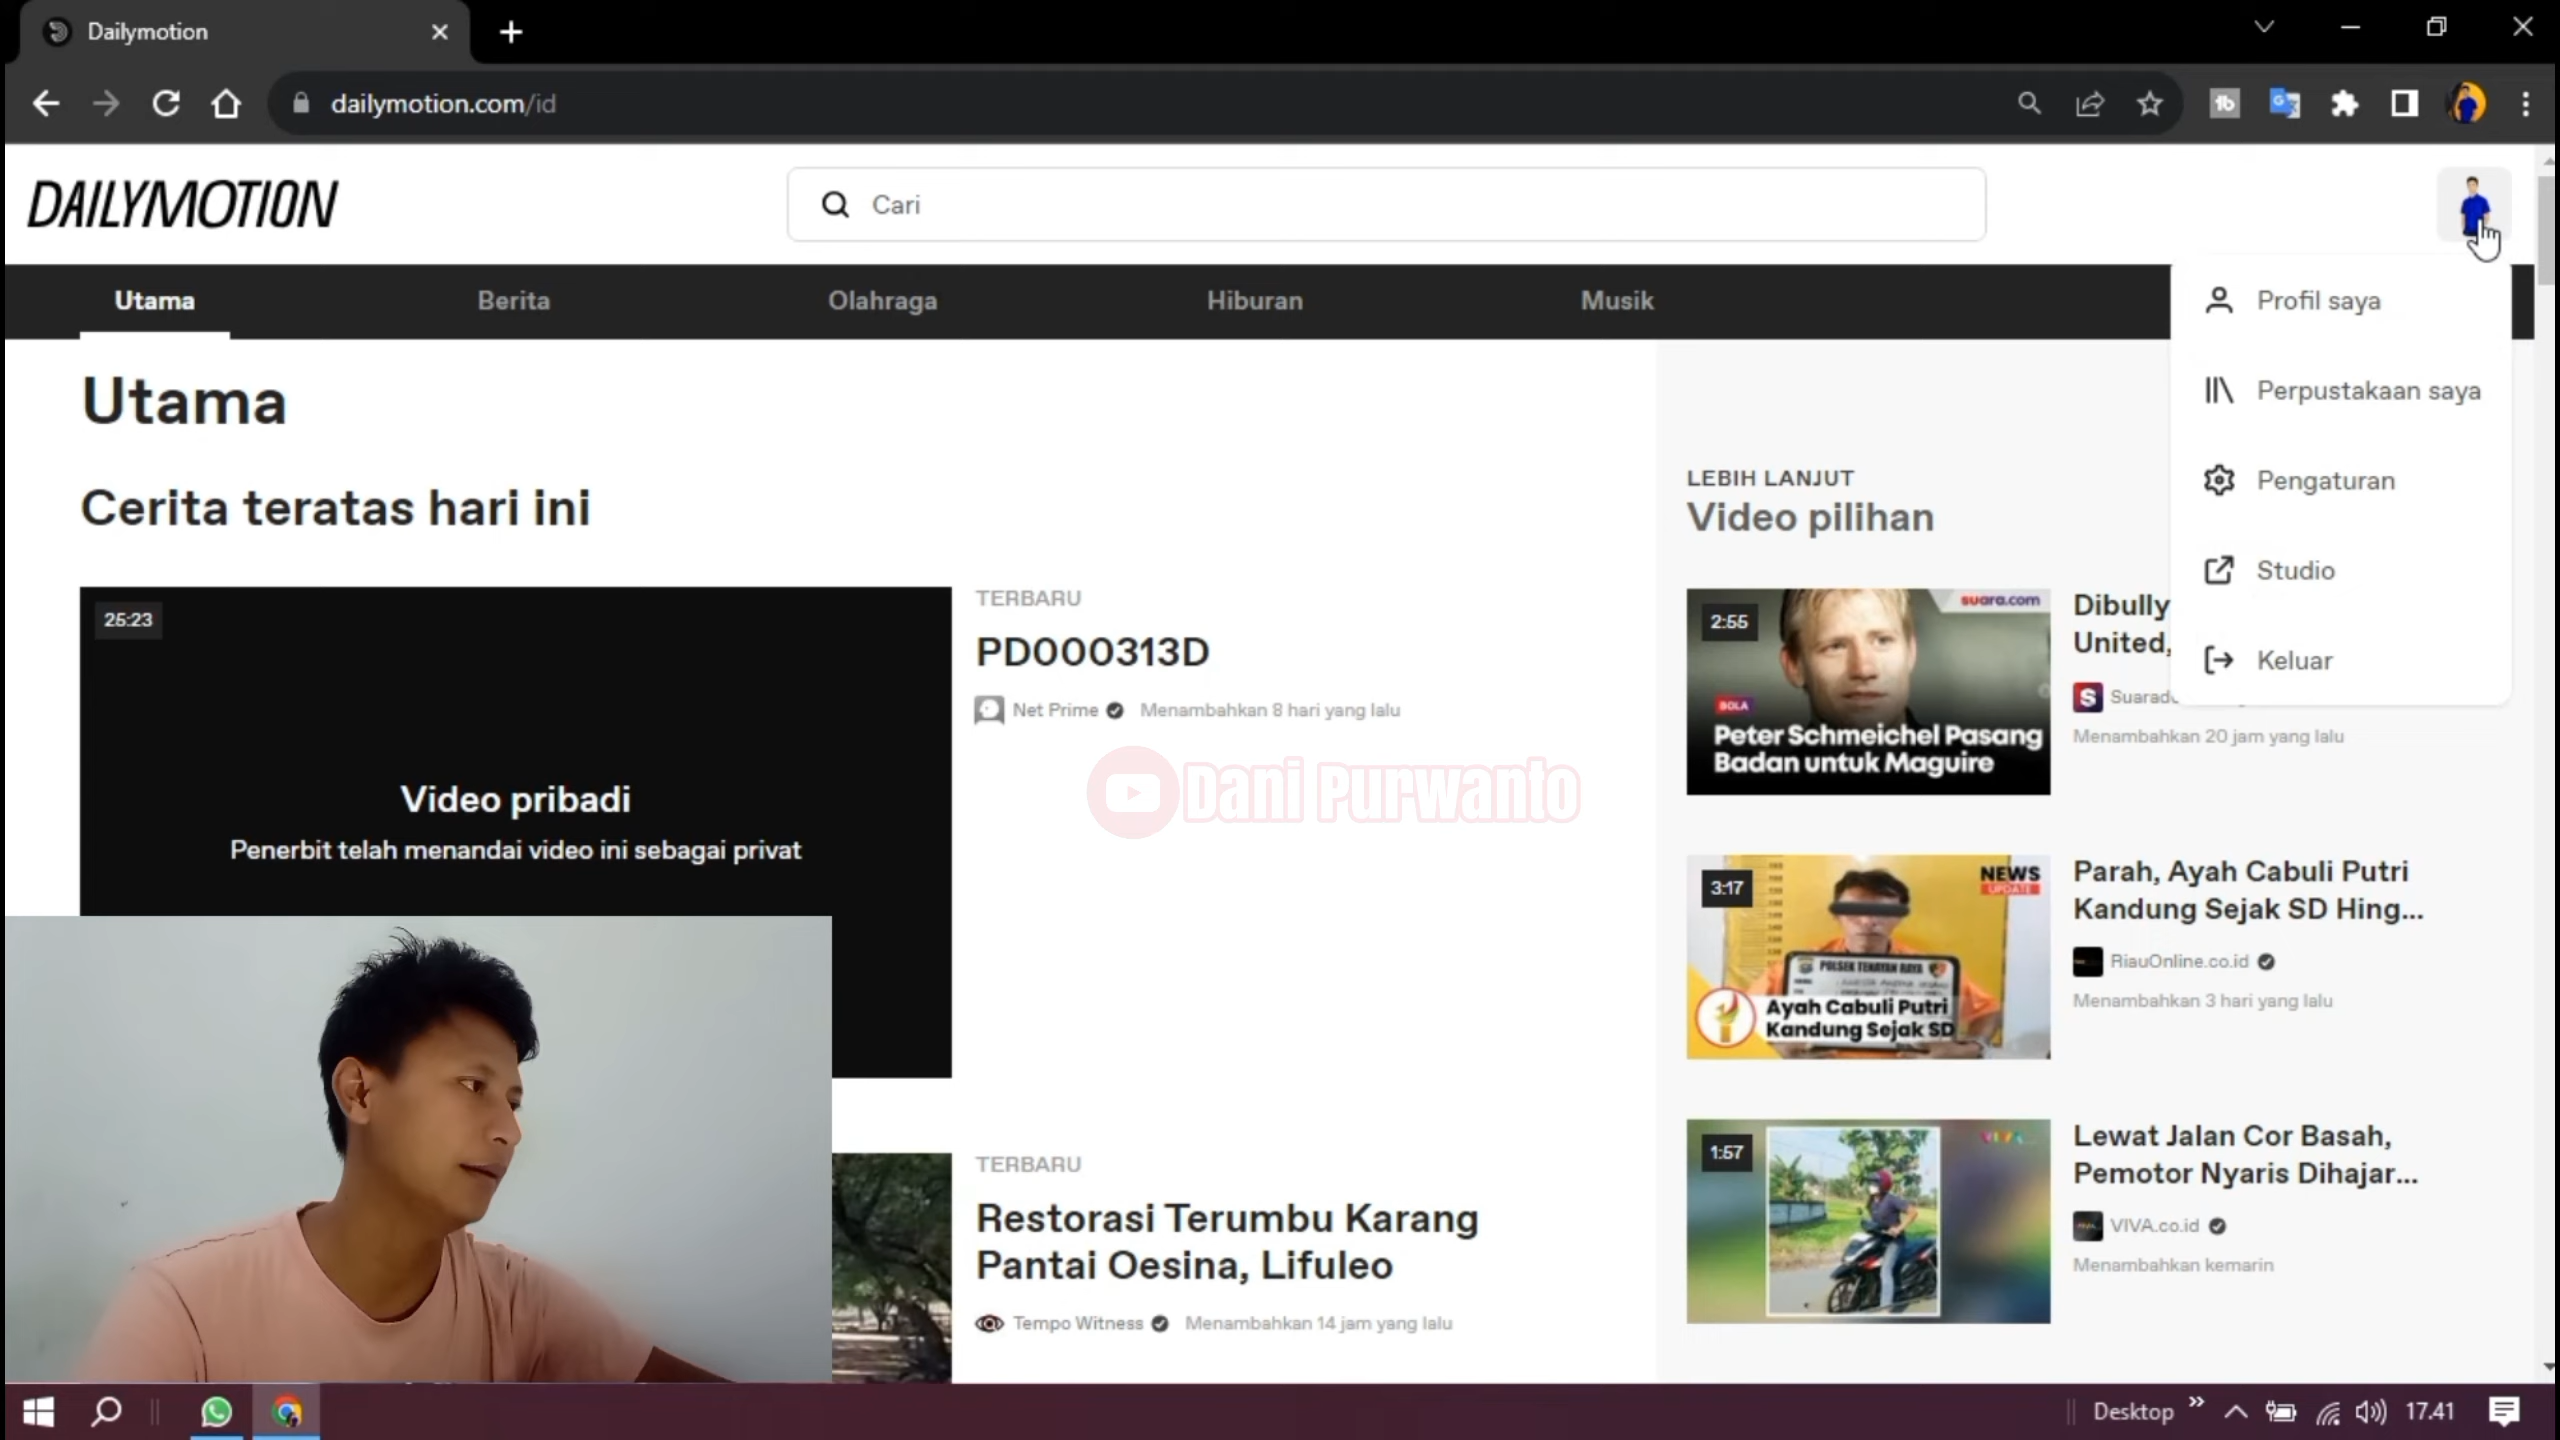 Dailymotion
dailymotion.com/id
DAILYMOTION
Cari
Utama
Berita
Olahraga
Hiburan
Musik
Profil saya
Perpustakaan saya
Pengaturan
Studio
Keluar
Utama
Cerita teratas hari ini
25:23
Video pribadi
Penerbit telah menandai video ini sebagai privat
TERBARU
PD000313D
Net Prime
Menambahkan 8 hari yang lalu
Dani Purwanto
TERBARU
Restorasi Terumbu Karang
Pantai Oesina, Lifuleo
Tempo Witness
Menambahkan 14 jam yang lalu
LEBIH LANJUT
Video pilihan
2:55
suara.com
BOLA
Peter Schmeichel Pasang
Badan untuk Maguire
Dibully
United,
Menambahkan 20 jam yang lalu
3:17
NEWS
UPDATE
POLSEK TENAYAN RAYA
Ayah Cabuli Putri
Kandung Sejak SD
Parah, Ayah Cabuli Putri
Kandung Sejak SD Hing...
RiauOnline.co.id
Menambahkan 3 hari yang lalu
1:57
VIVA
Lewat Jalan Cor Basah,
Pemotor Nyaris Dihajar...
VIVA.co.id
Menambahkan kemarin
Desktop
17.41